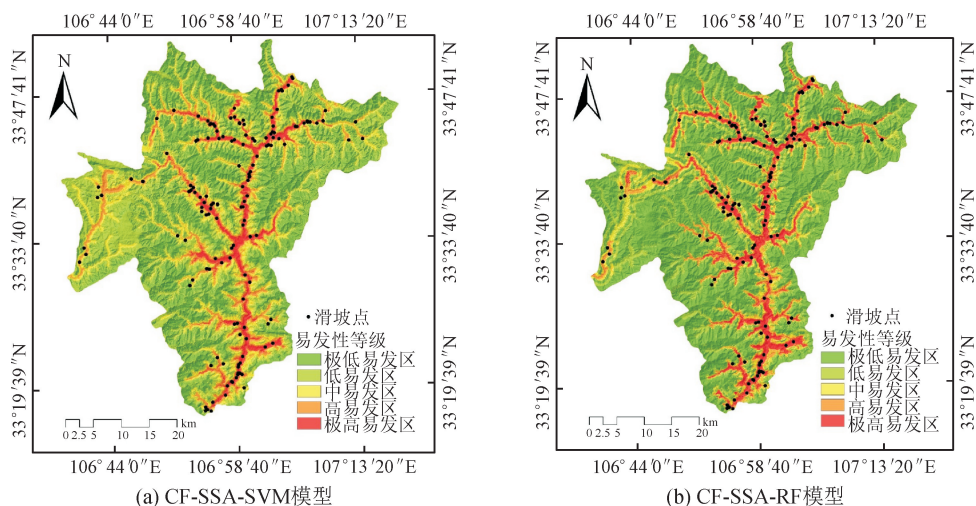 106°44′0″E 106°58′40″E 107°13′20″E
N
33°47′41″N
33°33′40″N
33°19′39″N
滑坡点
易发性等级
极低易发区
低易发区
中易发区
高易发区
极高易发区
0 2.5 5 10 15 20 km
106°44′0″E 106°58′40″E 107°13′20″E
33°47′41″N
33°33′40″N
33°19′39″N
(a) CF-SSA-SVM模型
106°44′0″E 106°58′40″E 107°13′20″E
N
33°47′41″N
33°33′40″N
33°19′39″N
滑坡点
易发性等级
极低易发区
低易发区
中易发区
高易发区
极高易发区
0 2.5 5 10 15 20 km
106°44′0″E 106°58′40″E 107°13′20″E
33°47′41″N
33°33′40″N
33°19′39″N
(b) CF-SSA-RF模型